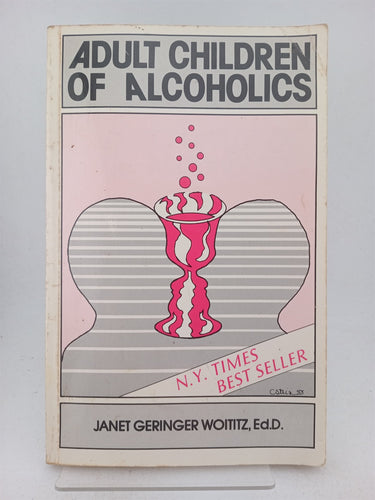 ADULT CHILDREN
OF ALCOHOLICS
N.Y. TIMES
BEST SELLER
JANET GERINGER WOITITZ, Ed.D.